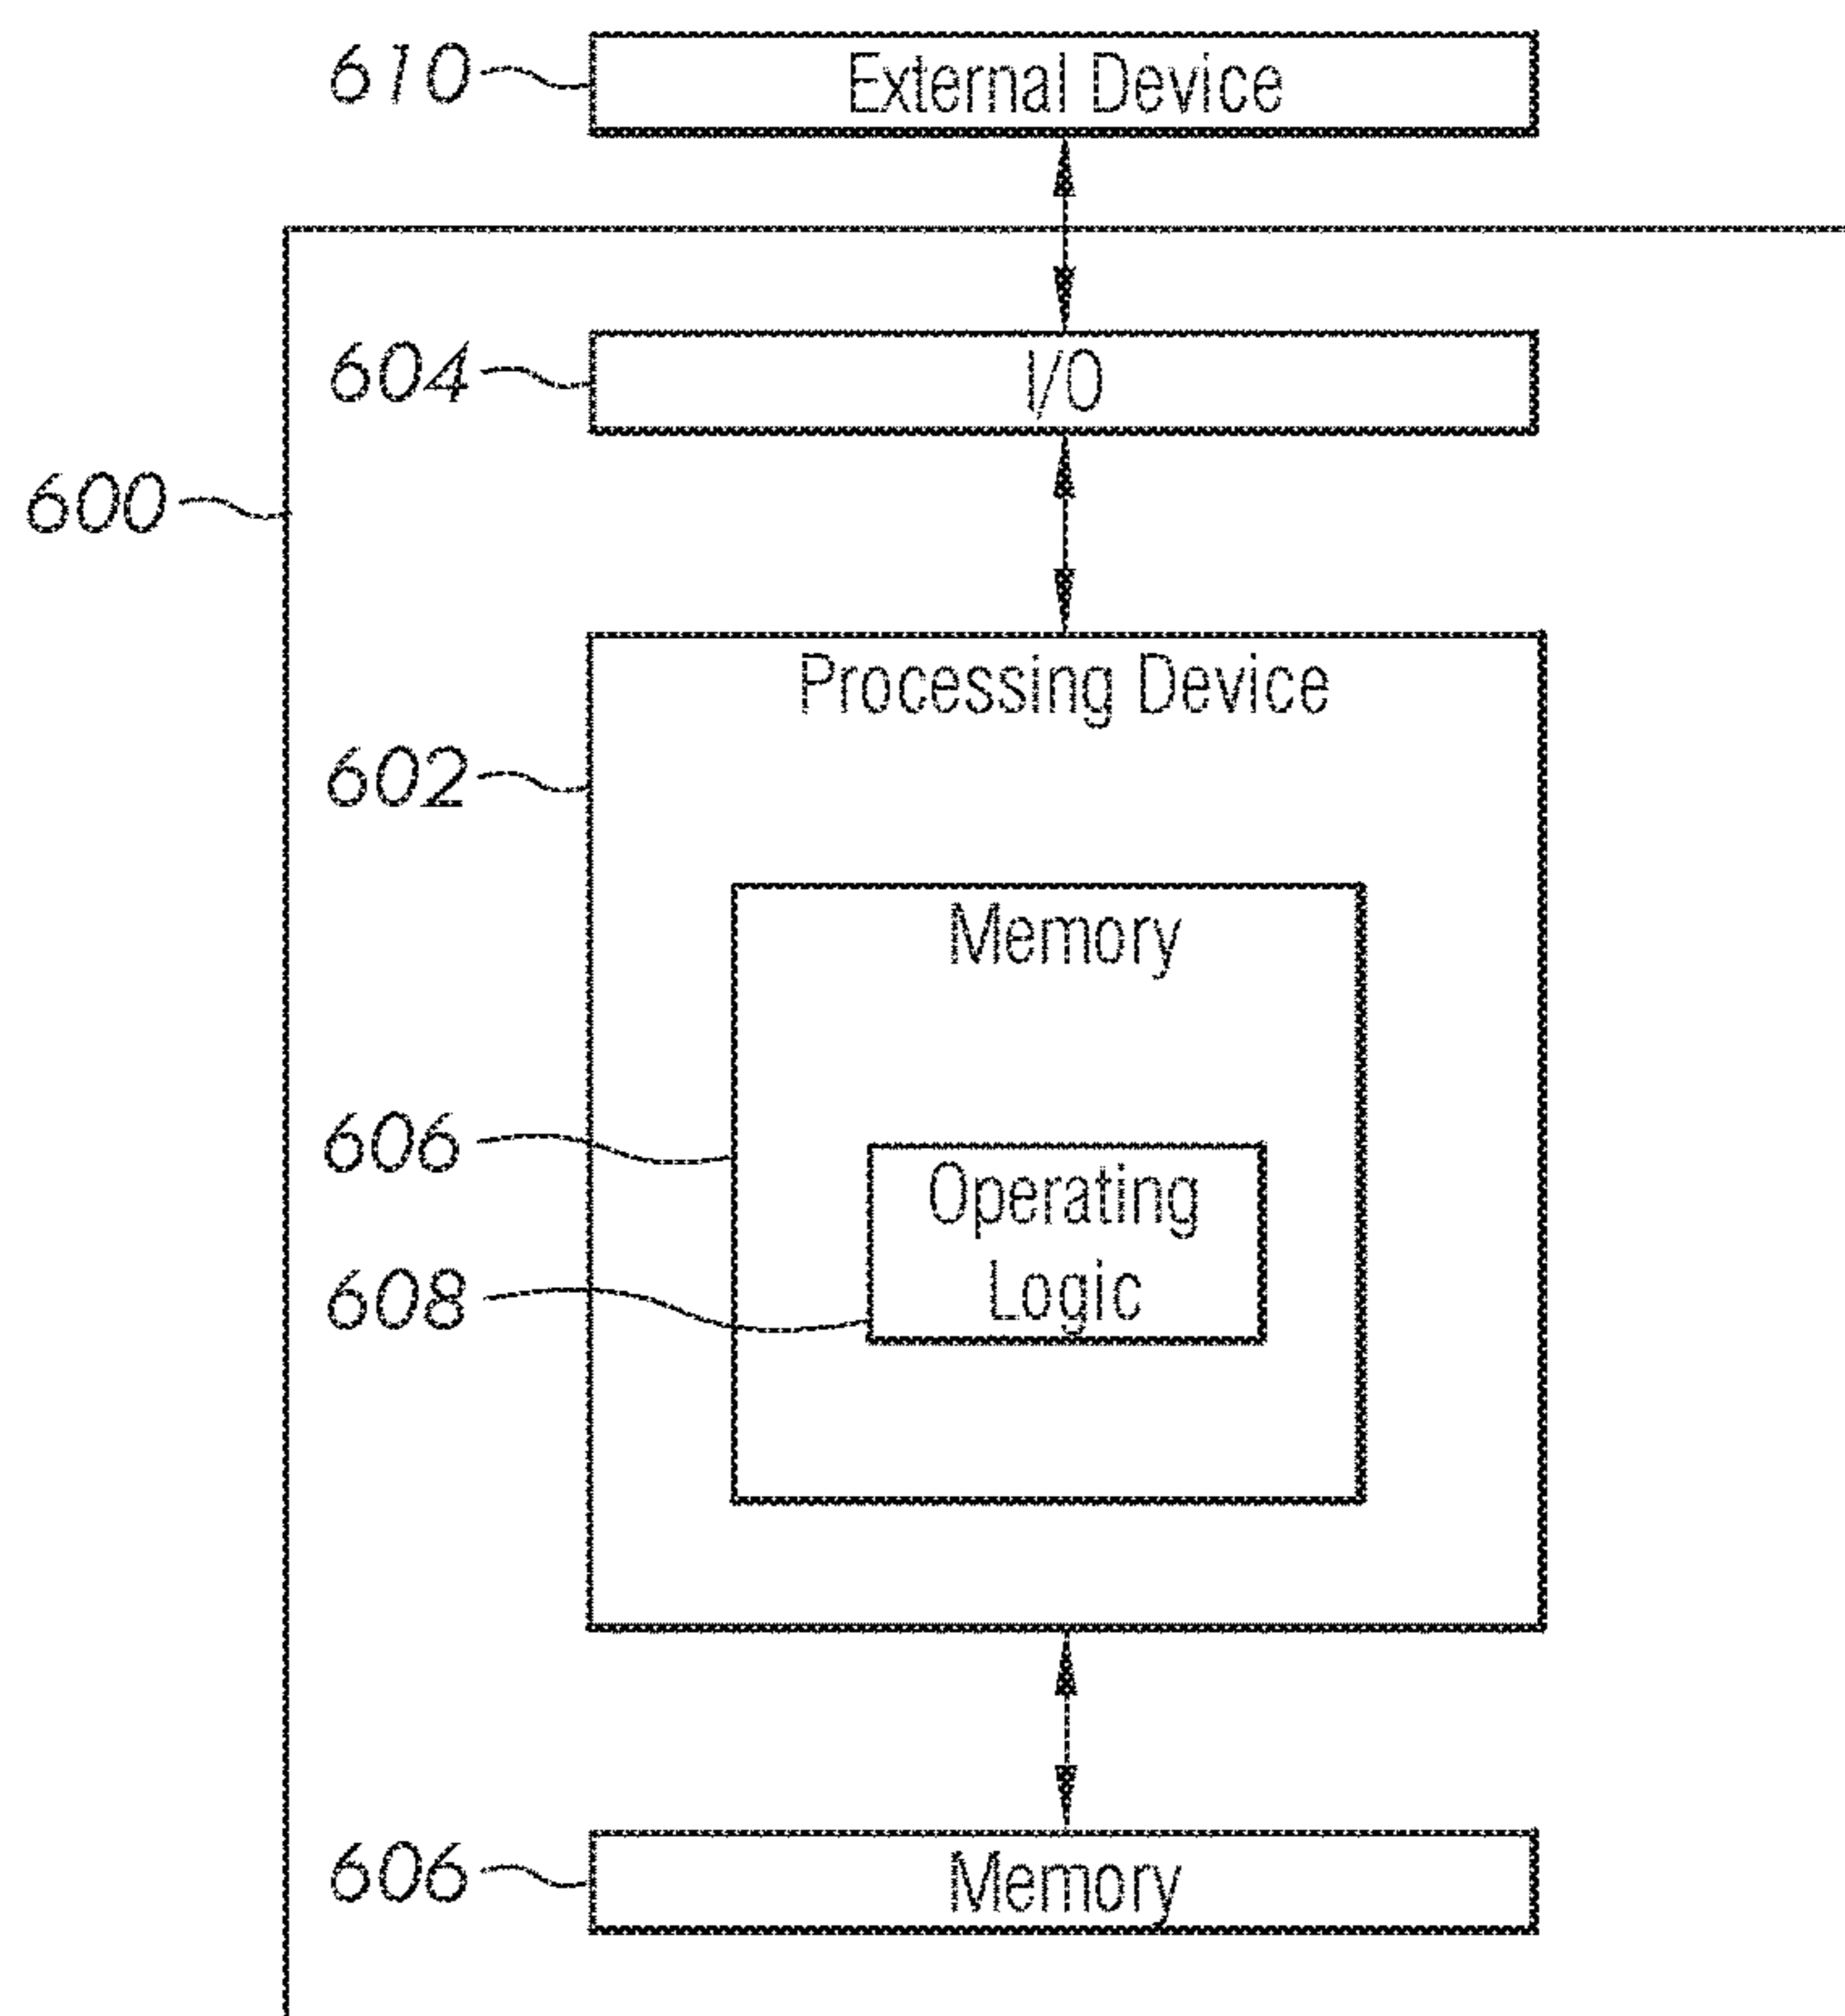 610 External Device
604 I/O
600
Processing Device
602
Memory
606
Operating
Logic
608
606 Memory